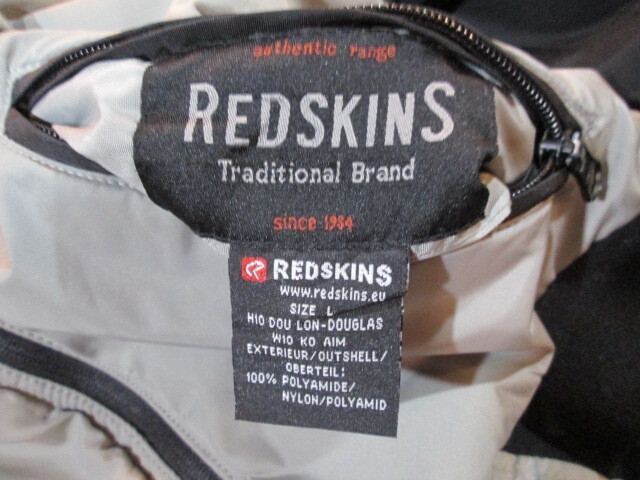 authentic range
REDSKINS
Traditional Brand
since 1984
REDSKINS
www.redskins.eu
SIZE L
H10 DOU LON-DOUGLAS
W10 KO AIM
EXTERIEUR/OUTSHELL/
OBERTEIL:
100% POLYAMIDE/
NYLON/POLYAMID